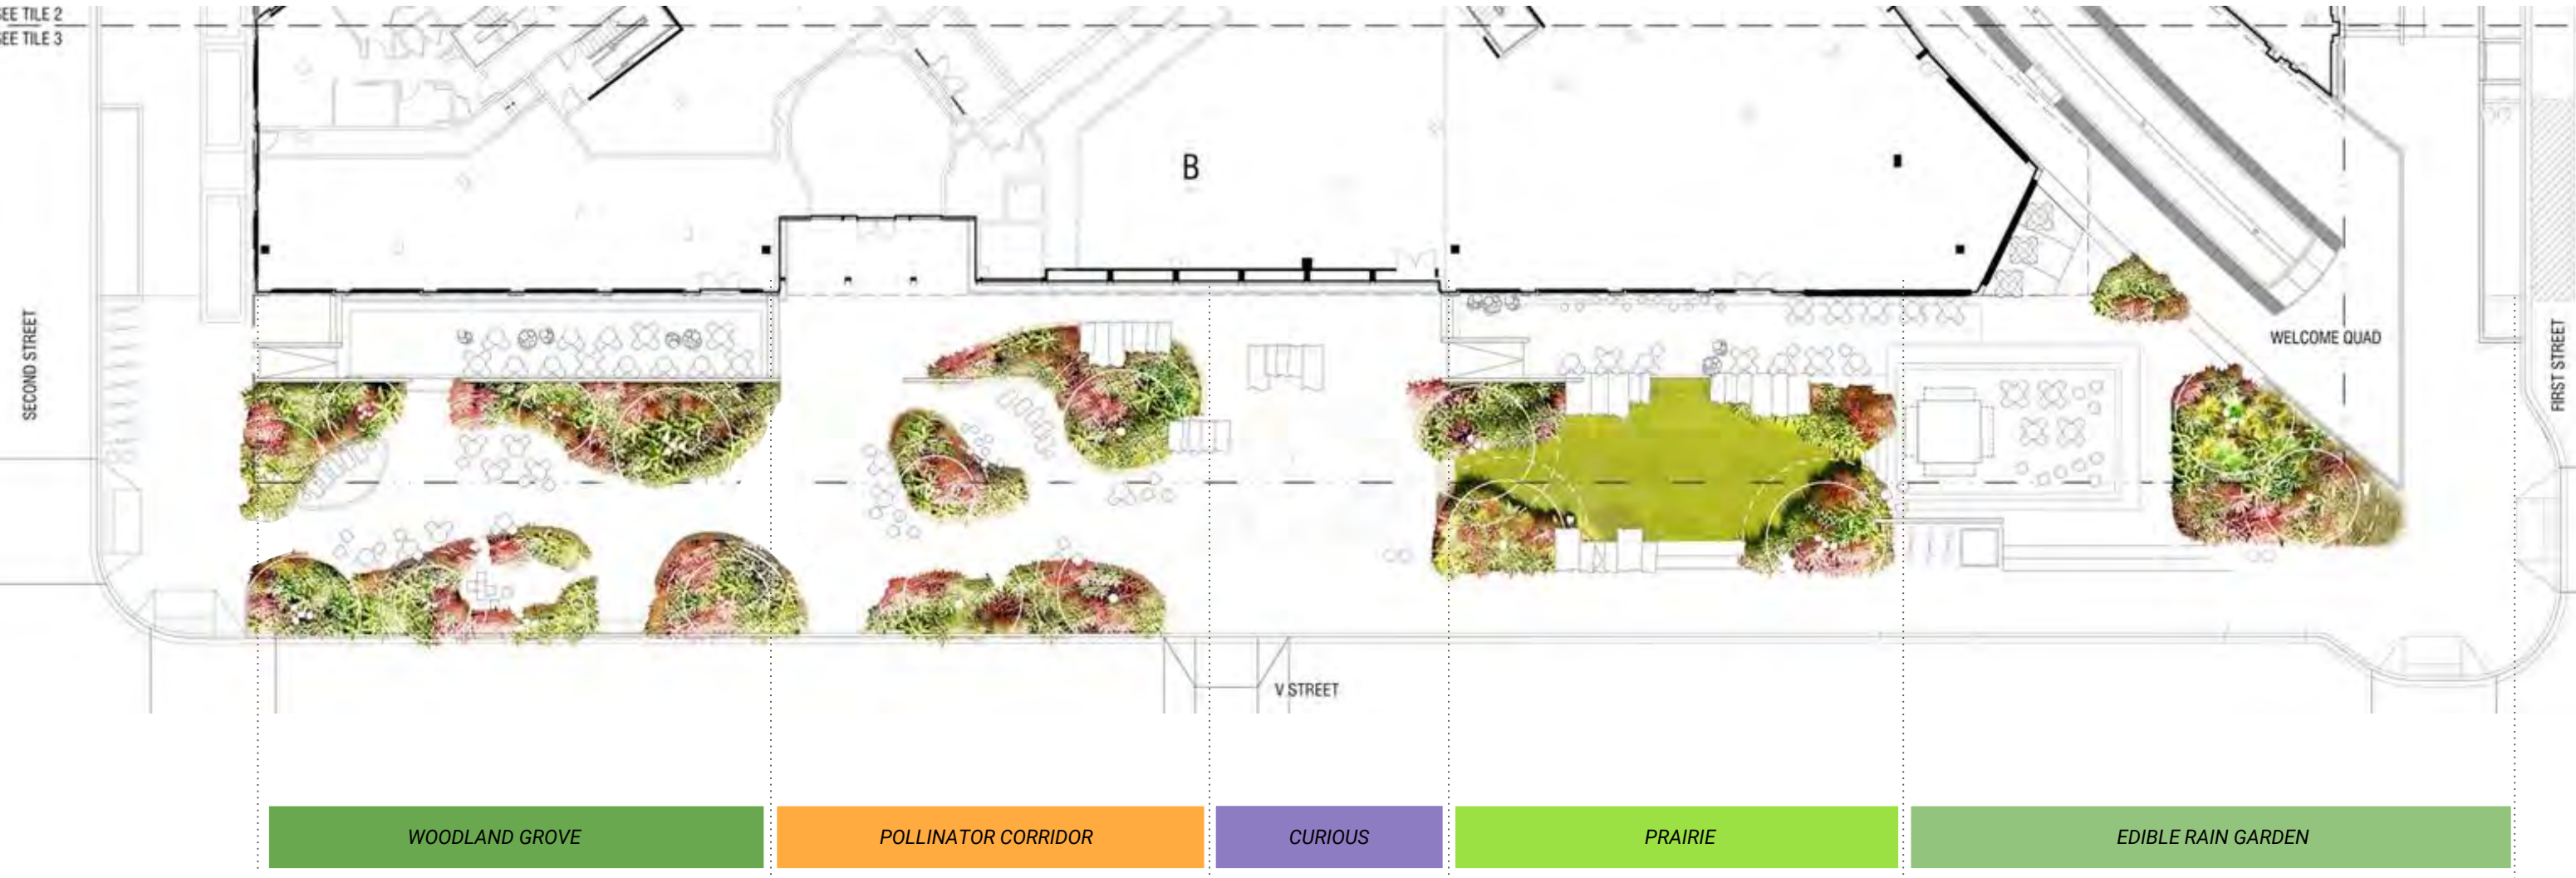 SEE TILE 2
SEE TILE 3
B
SECOND STREET
WELCOME QUAD
FIRST STREET
V STREET
WOODLAND GROVE
POLLINATOR CORRIDOR
CURIOUS
PRAIRIE
EDIBLE RAIN GARDEN